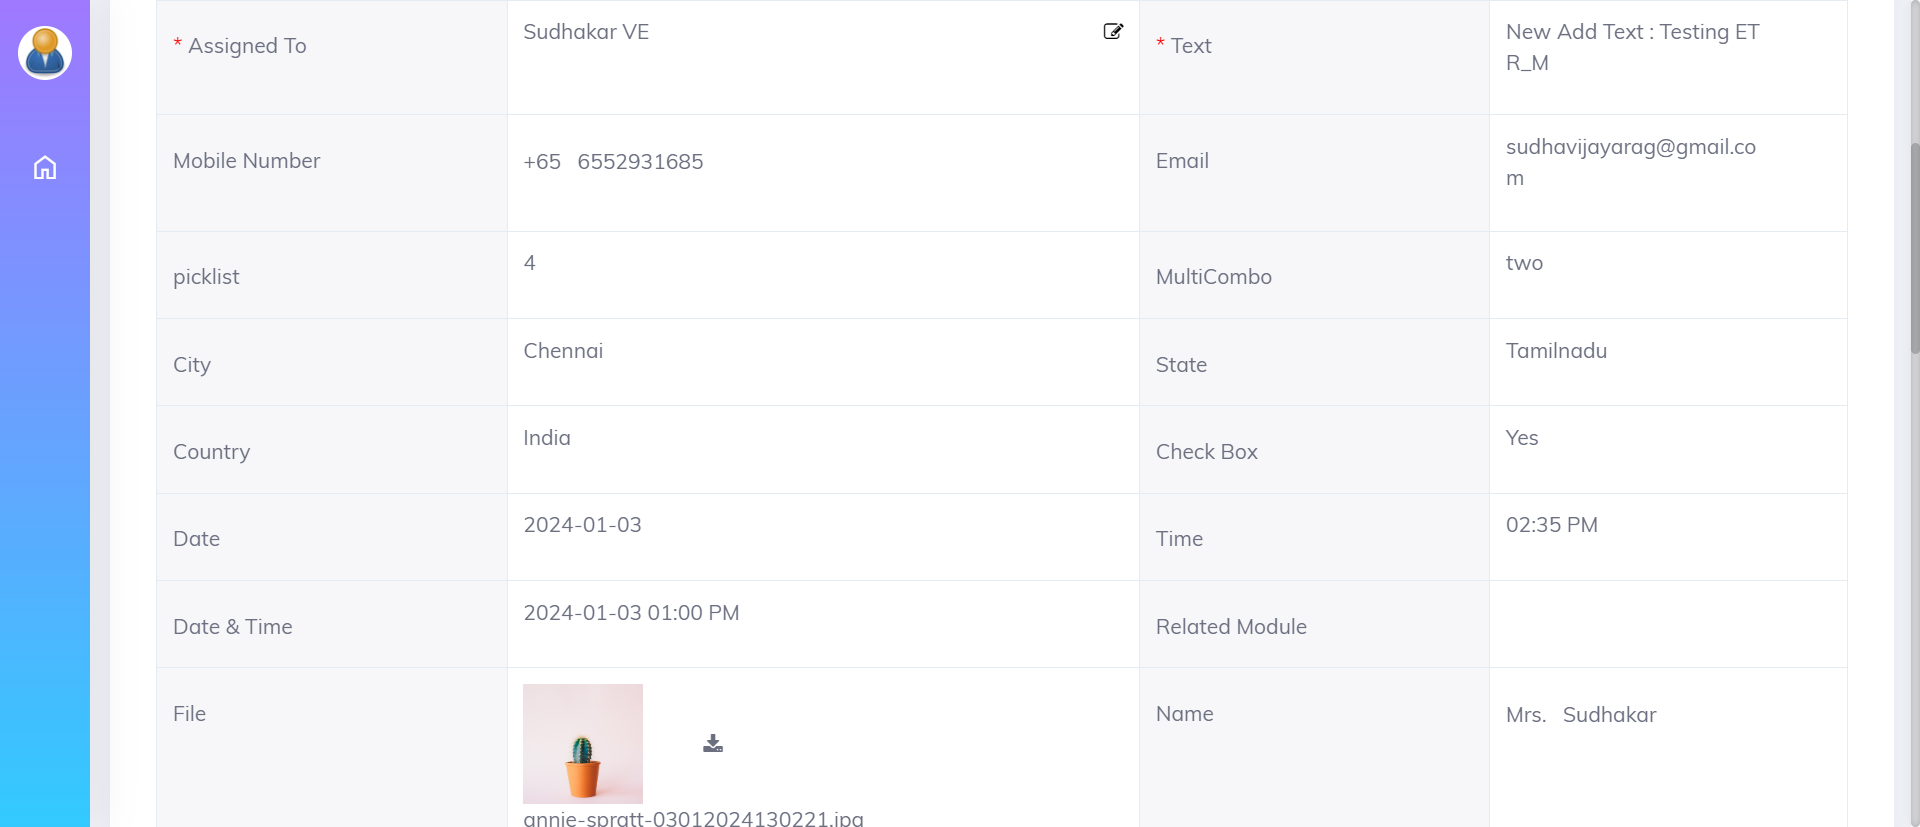 * Assigned To
Sudhakar VE
* Text
New Add Text : Testing ET
R_M
Mobile Number
+65 6552931685
Email
sudhavijayarag@gmail.co
m
picklist
4
MultiCombo
two
City
Chennai
State
Tamilnadu
Country
India
Check Box
Yes
Date
2024-01-03
Time
02:35 PM
Date & Time
2024-01-03 01:00 PM
Related Module
File
annie-spratt-03012024130221.jpg
Name
Mrs. Sudhakar